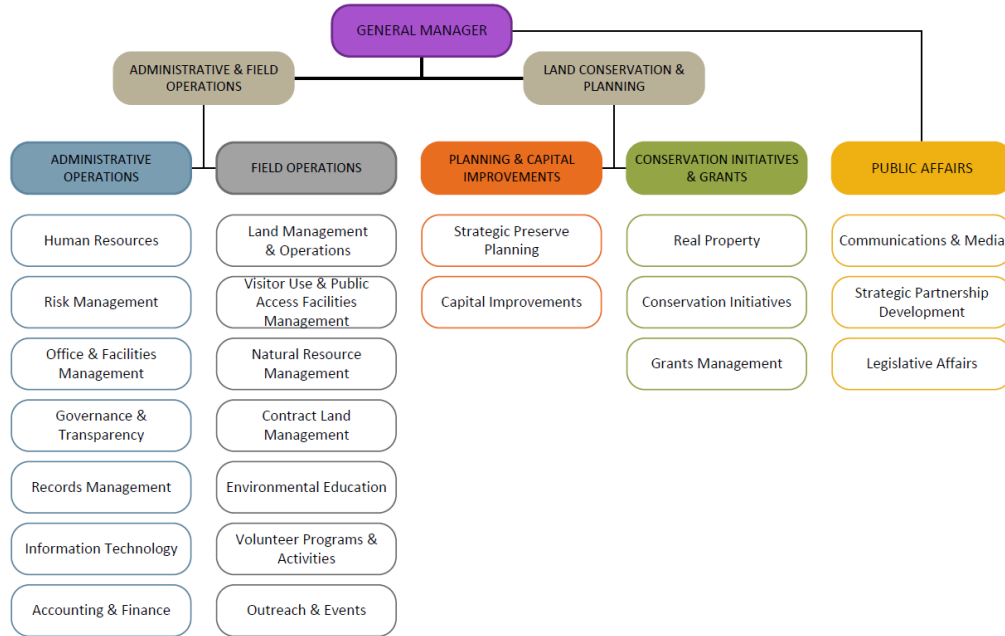 GENERAL MANAGER
ADMINISTRATIVE & FIELD
OPERATIONS
LAND CONSERVATION &
PLANNING
ADMINISTRATIVE
OPERATIONS
FIELD OPERATIONS
PLANNING & CAPITAL
IMPROVEMENTS
CONSERVATION INITIATIVES
& GRANTS
PUBLIC AFFAIRS
Human Resources
Risk Management
Office & Facilities
Management
Governance &
Transparency
Records Management
Information Technology
Accounting & Finance
Land Management
& Operations
Visitor Use & Public
Access Facilities
Management
Natural Resource
Management
Contract Land
Management
Environmental Education
Volunteer Programs &
Activities
Outreach & Events
Strategic Preserve
Planning
Capital Improvements
Real Property
Conservation Initiatives
Grants Management
Communications & Media
Strategic Partnership
Development
Legislative Affairs